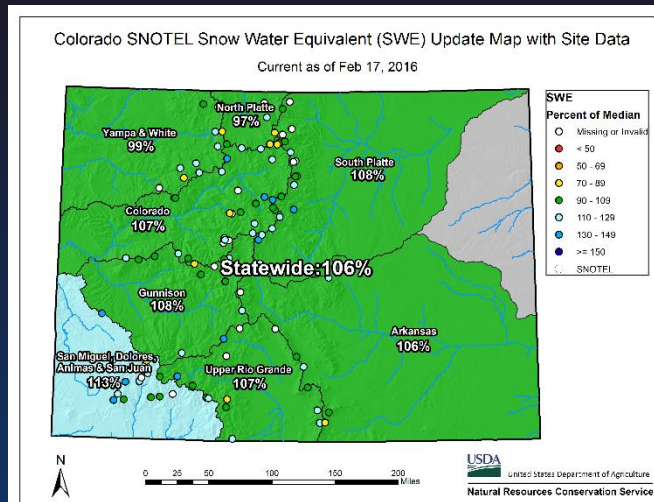 Colorado SNOTEL Snow Water Equivalent (SWE) Update Map with Site Data
Current as of Feb 17, 2016
North Platte
97%
Yampa & White
99%
South Platte
108%
Colorado
107%
Statewide:106%
Gunnison
108%
Arkansas
106%
San Miguel, Dolores,
Animas & San Juan
113%
Upper Rio Grande
107%
SWE
Percent of Median
Missing or Invalid
< 50
50 - 69
70 - 89
90 - 109
110 - 129
130 - 149
>= 150
SNOTEL
N
0 25 50 100 150 200
Miles
USDA
United States Department of Agriculture
Natural Resources Conservation Service